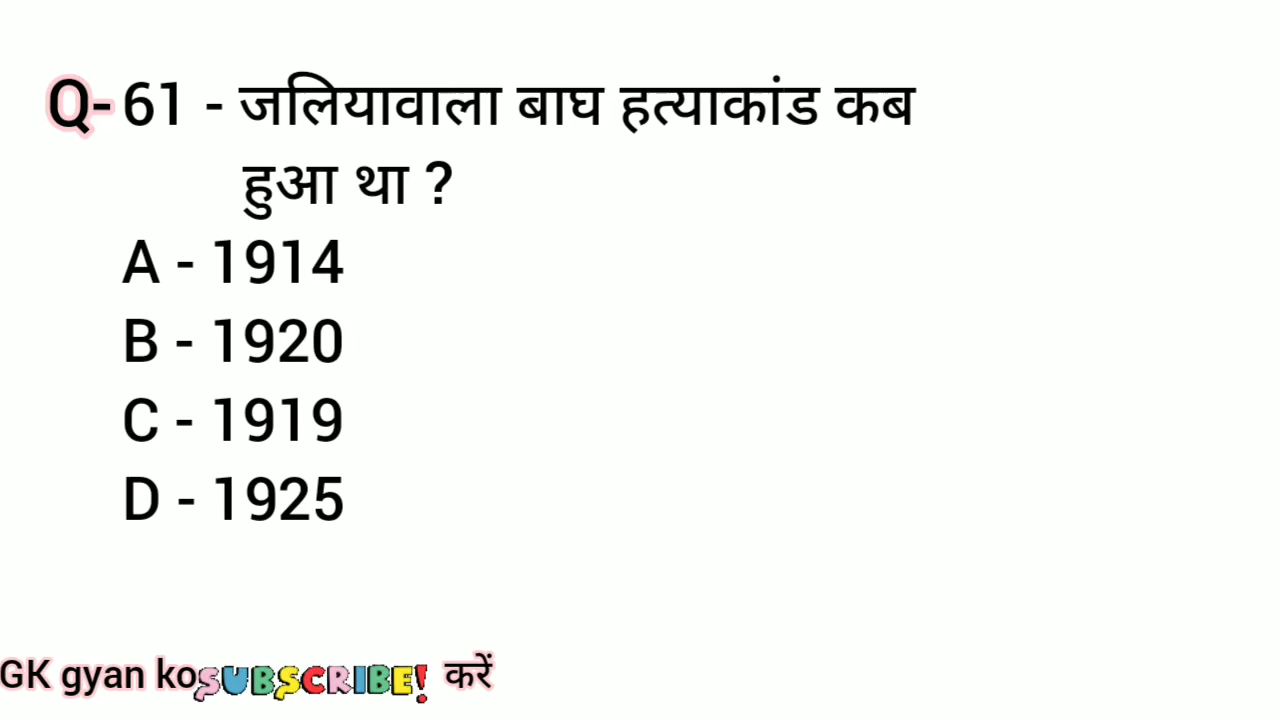 Q- 61 - जलियावाला बाघ हत्याकांड कब
हुआ था ?
A - 1914
B - 1920
C - 1919
D - 1925
GK gyan ko SUBSCRIBE! करें